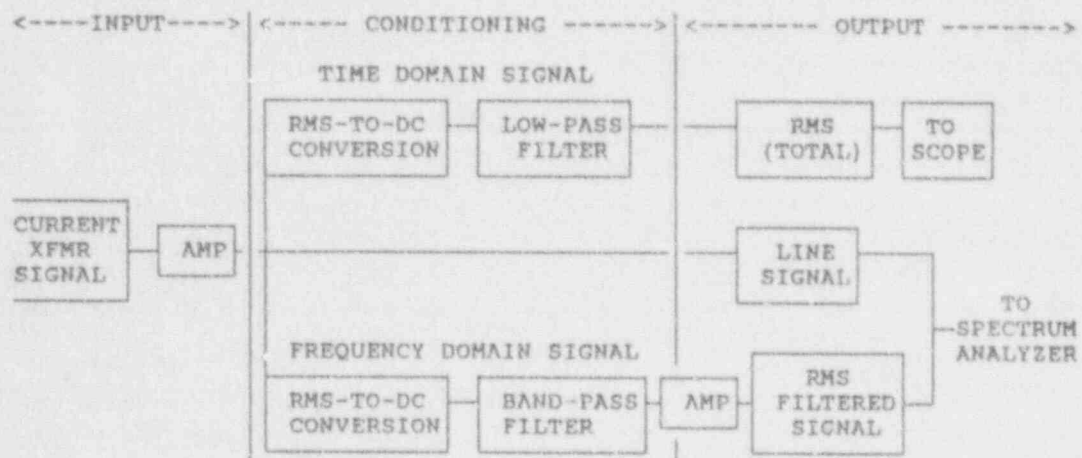 <----INPUT----> <---- CONDITIONING ------> <------- OUTPUT -------->
TIME DOMAIN SIGNAL
RMS-TO-DC CONVERSION
LOW-PASS FILTER
RMS (TOTAL)
TO SCOPE
CURRENT XFMR SIGNAL
AMP
LINE SIGNAL
TO SPECTRUM ANALYZER
FREQUENCY DOMAIN SIGNAL
RMS-TO-DC CONVERSION
BAND-PASS FILTER
AMP
RMS FILTERED SIGNAL